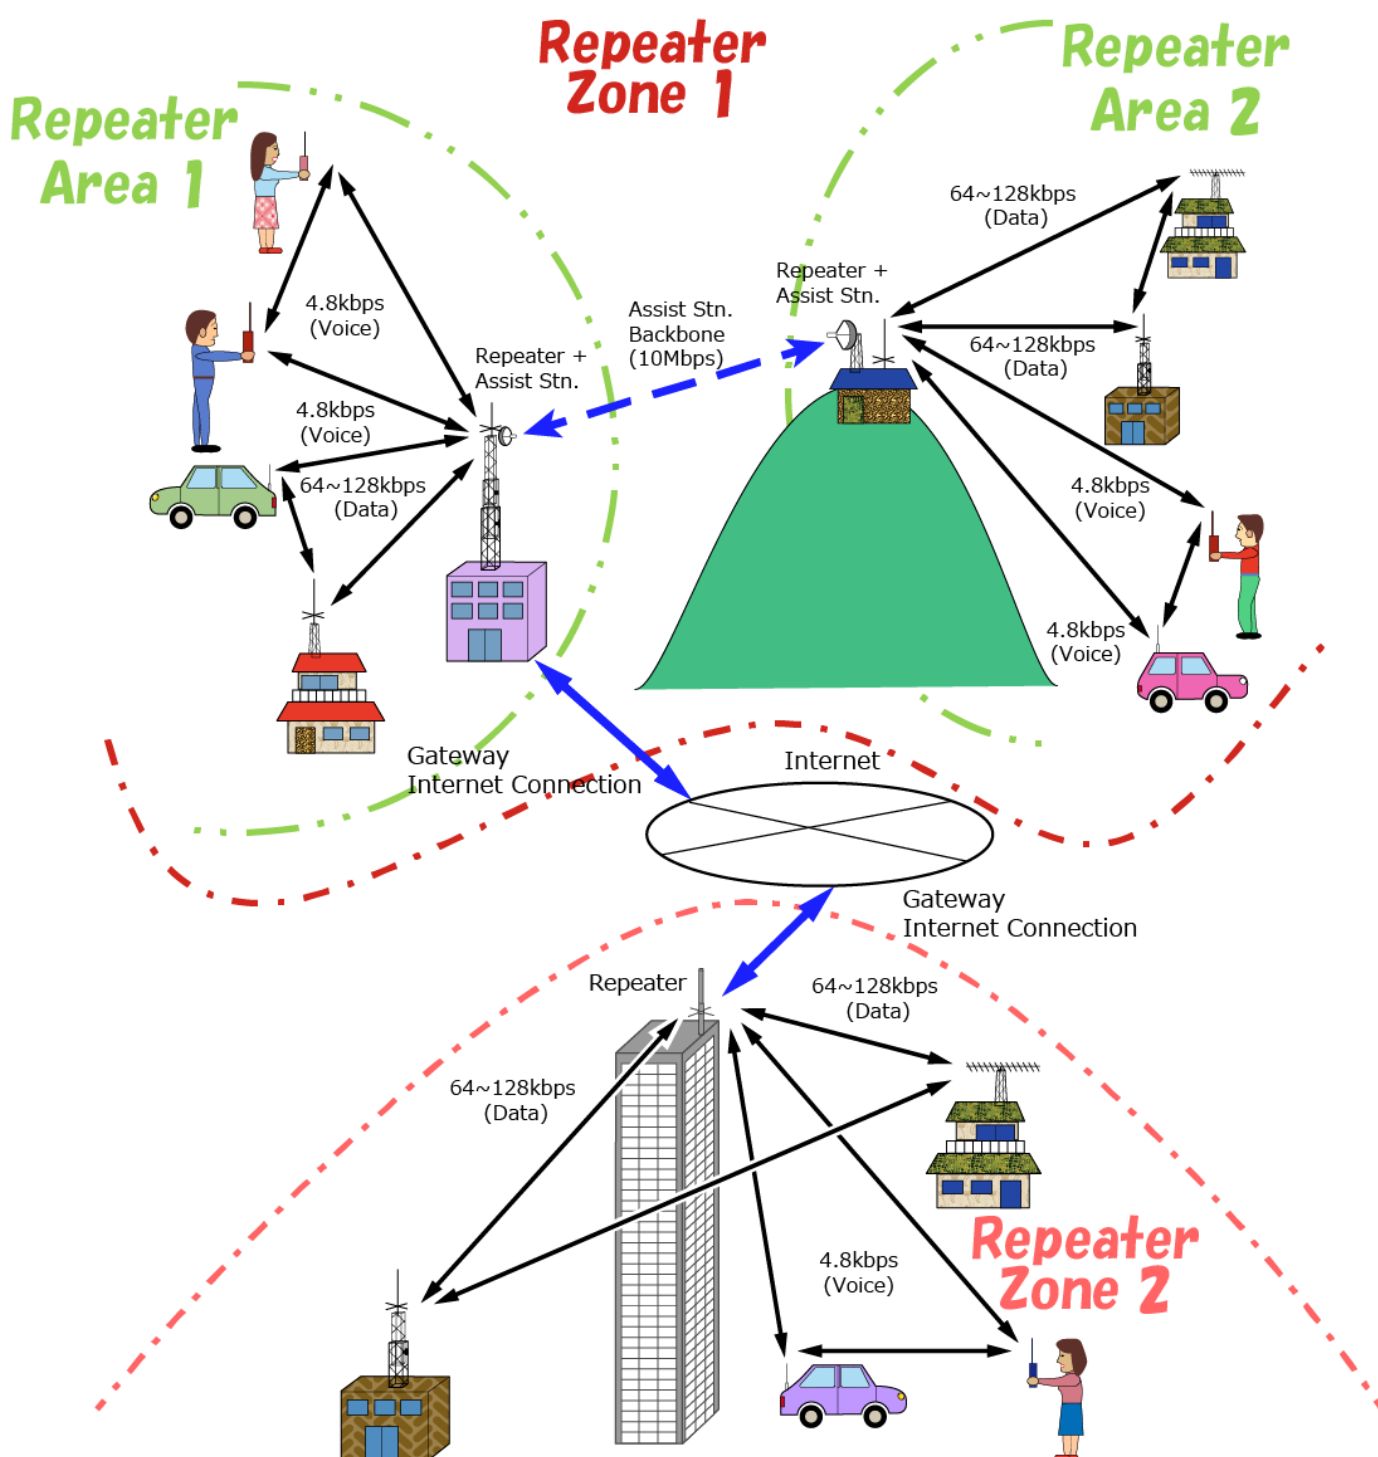 Repeater
Zone 1
Repeater
Area 2
Repeater
Area 1
64~128kbps
(Data)
Repeater +
Assist Stn.
4.8kbps
(Voice)
Assist Stn.
Backbone
(10Mbps)
64~128kbps
(Data)
Repeater +
Assist Stn.
4.8kbps
(Voice)
64~128kbps
(Data)
4.8kbps
(Voice)
4.8kbps
(Voice)
Gateway
Internet Connection
Internet
Gateway
Internet Connection
Repeater
64~128kbps
(Data)
64~128kbps
(Data)
4.8kbps
(Voice)
Repeater
Zone 2